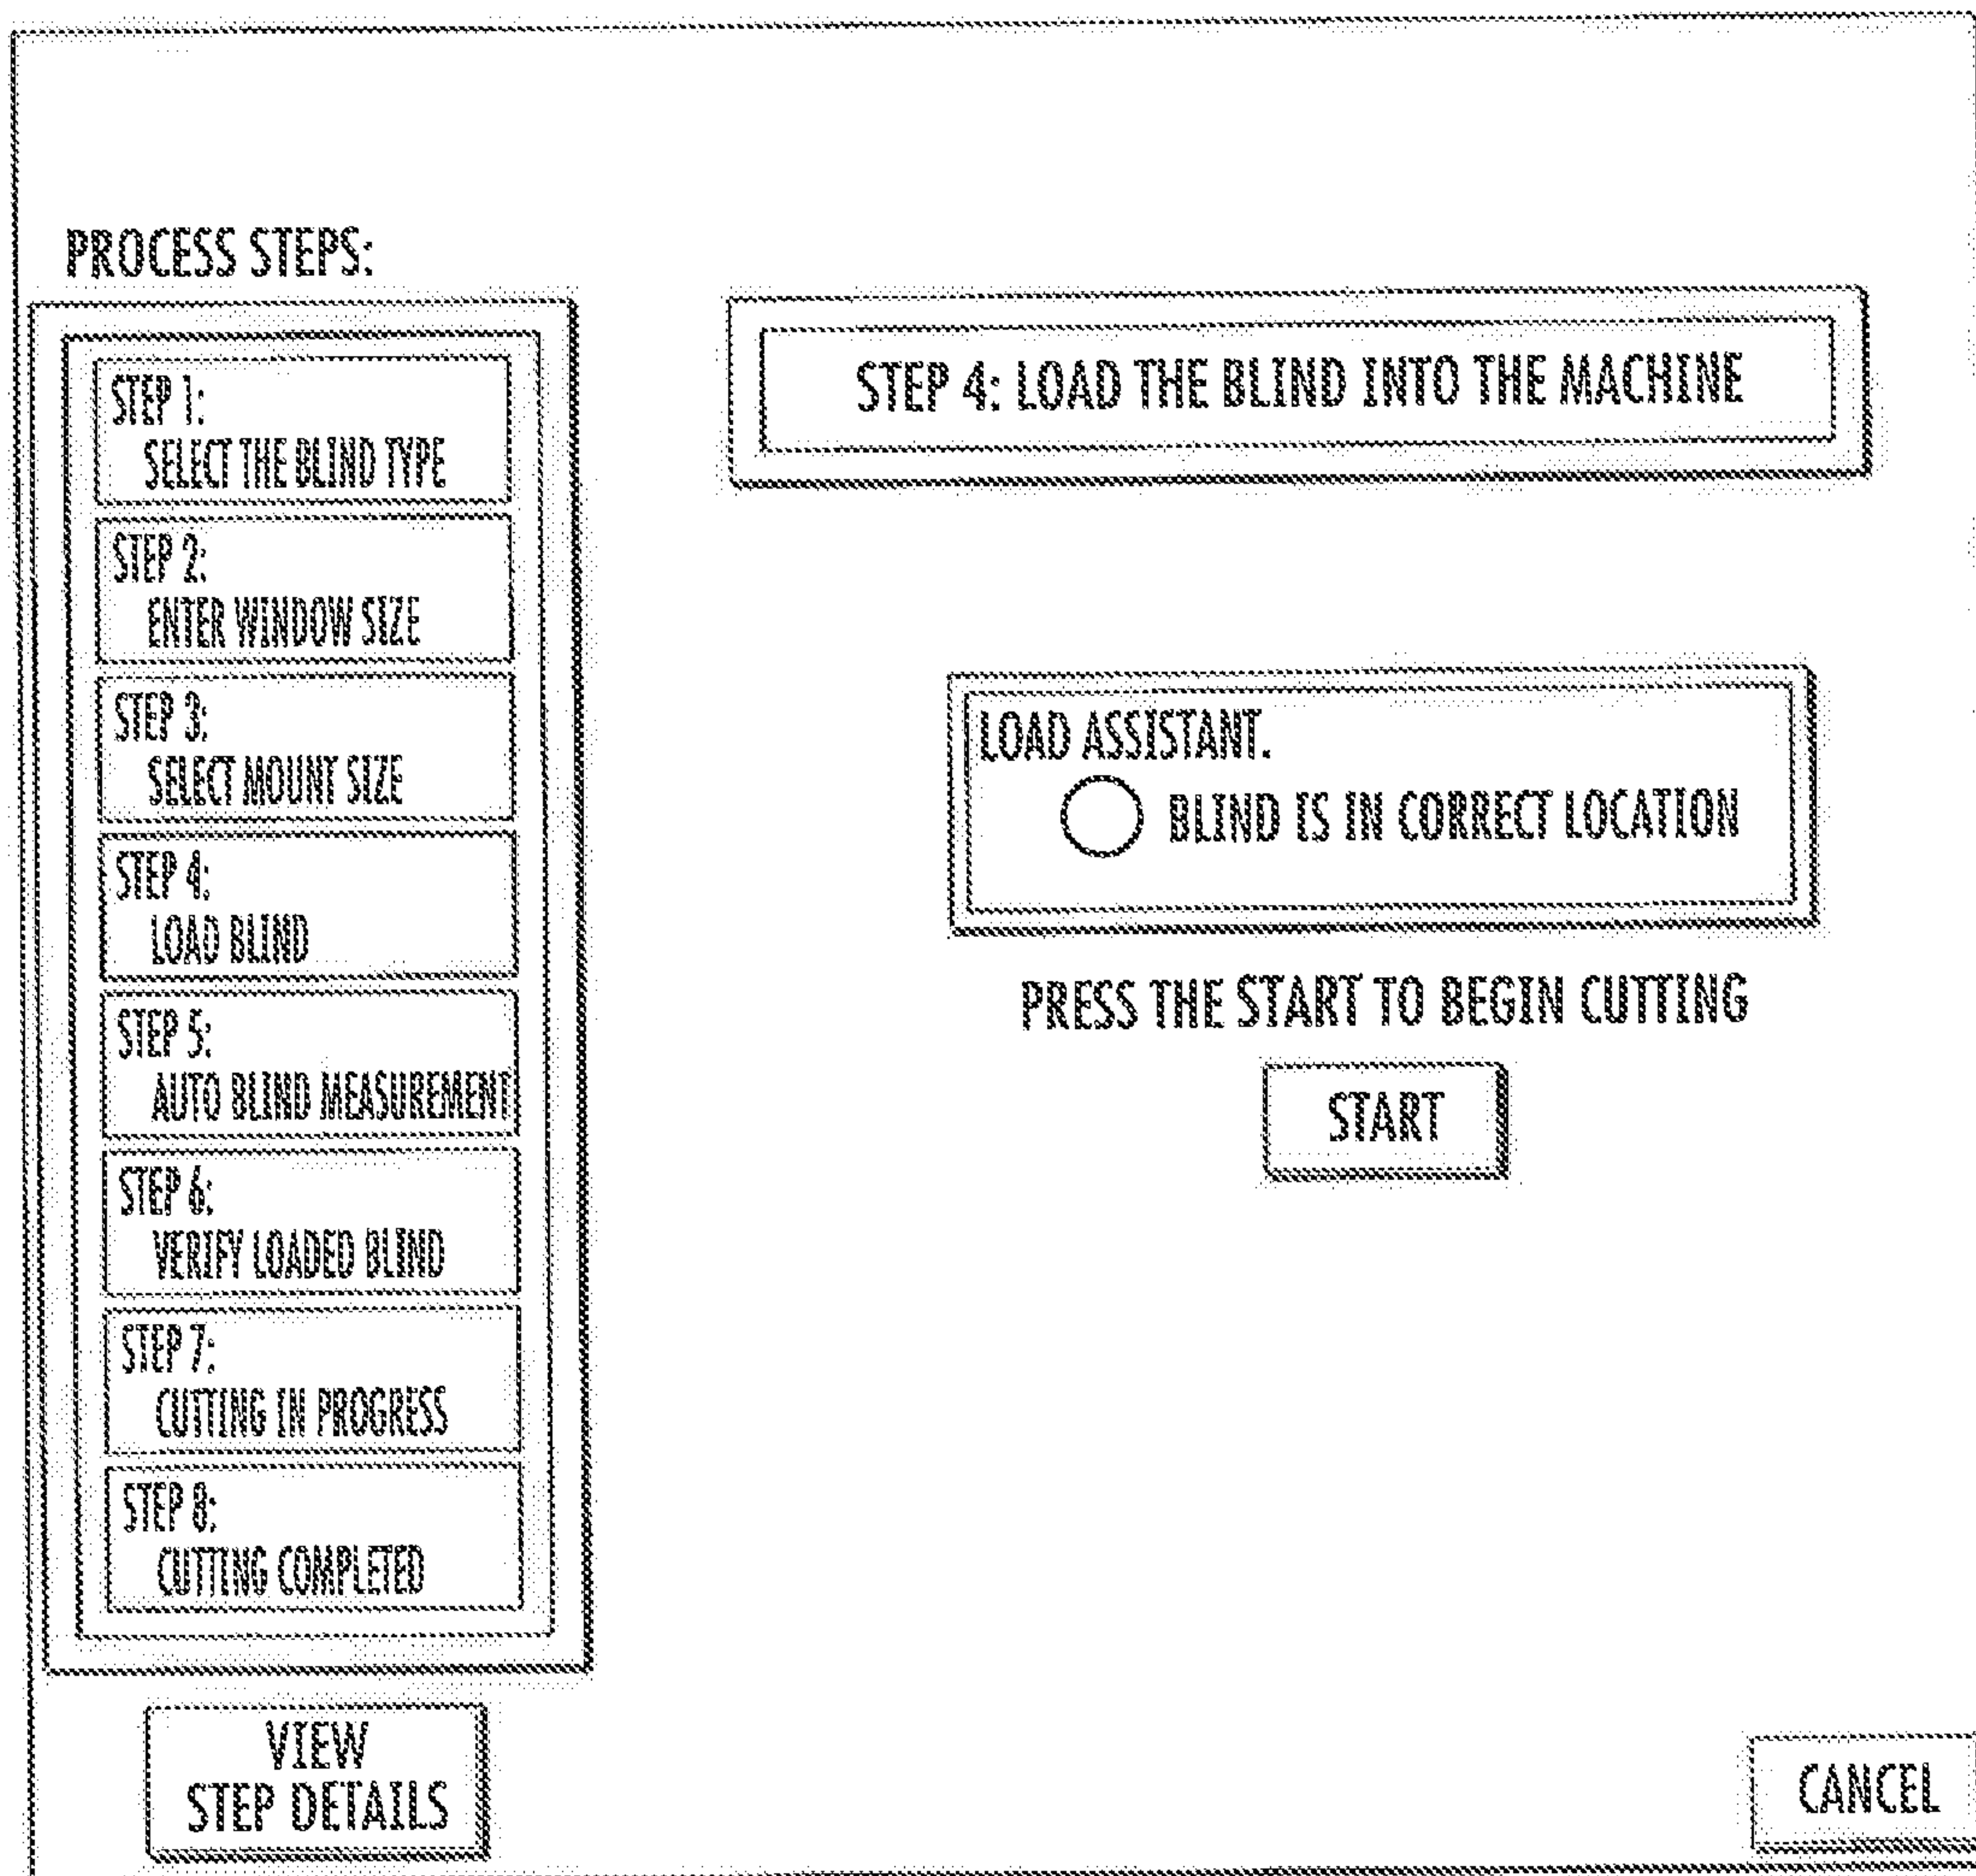 PROCESS STEPS:
STEP 1:
SELECT THE BLIND TYPE
STEP 2:
ENTER WINDOW SIZE
STEP 3:
SELECT MOUNT SIZE
STEP 4:
LOAD BLIND
STEP 5:
AUTO BLIND MEASUREMENT
STEP 6:
VERIFY LOADED BLIND
STEP 7:
CUTTING IN PROGRESS
STEP 8:
CUTTING COMPLETED
VIEW
STEP DETAILS
STEP 4: LOAD THE BLIND INTO THE MACHINE
LOAD ASSISTANT.
BLIND IS IN CORRECT LOCATION
PRESS THE START TO BEGIN CUTTING
START
CANCEL